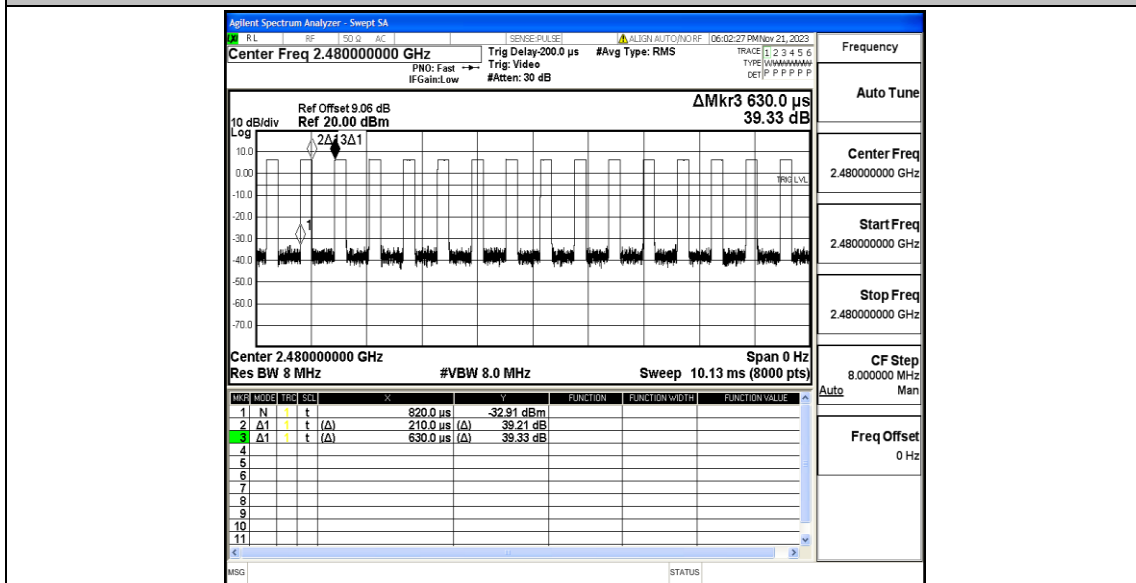 Agilent Spectrum Analyzer - Swept SA
RL RF 50 Ω AC SENSE:PULSE ALIGN AUTO/NO RF 06:02:27 PM Nov 21, 2023
Center Freq 2.480000000 GHz
PNO: Fast
IFGain:Low
Trig Delay-200.0 µs
Trig: Video
#Atten: 30 dB
#Avg Type: RMS
TRACE 1 2 3 4 5 6
TYPE
DET P P P P P P
ΔMkr3 630.0 µs
39.33 dB
Ref Offset 9.06 dB
10 dB/div Ref 20.00 dBm
Log
2Δ1 3Δ1
1
TRIG LVL
10.0
0.00
-10.0
-20.0
-30.0
-40.0
-50.0
-60.0
-70.0
Center 2.480000000 GHz Span 0 Hz
Res BW 8 MHz #VBW 8.0 MHz Sweep 10.13 ms (8000 pts)
MKR MODE TRC SCL X Y FUNCTION FUNCTION WIDTH FUNCTION VALUE
1 N 1 t 820.0 µs -32.91 dBm
2 Δ1 1 t (Δ) 210.0 µs (Δ) 39.21 dB
3 Δ1 1 t (Δ) 630.0 µs (Δ) 39.33 dB
4
5
6
7
8
9
10
11
MSG STATUS
Frequency
Auto Tune
Center Freq
2.480000000 GHz
Start Freq
2.480000000 GHz
Stop Freq
2.480000000 GHz
CF Step
8.000000 MHz
Auto Man
Freq Offset
0 Hz